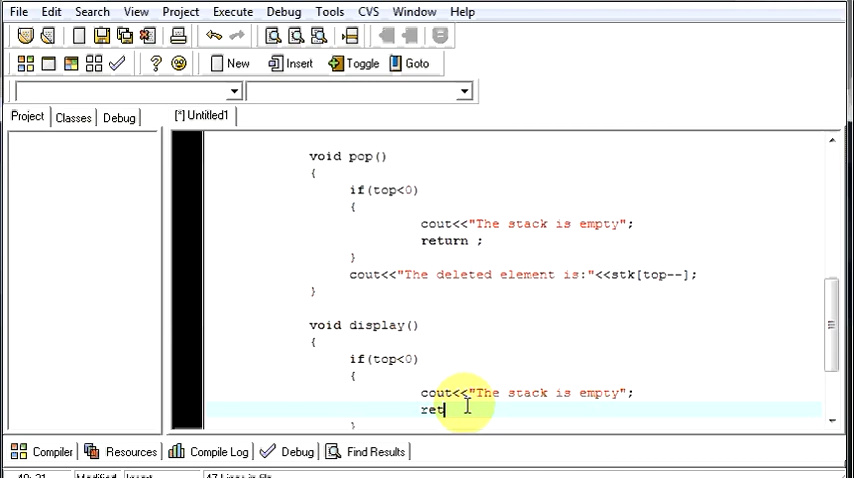 File Edit Search View Project Execute Debug Tools CVS Window Help
New Insert Toggle Goto
Project Classes Debug [*] Untitled1
void pop()
{
if(top<0)
{
cout<<"The stack is empty";
return ;
}
cout<<"The deleted element is:"<<stk[top--];
}
void display()
{
if(top<0)
{
cout<<"The stack is empty";
ret
}
Compiler Resources Compile Log Debug Find Results